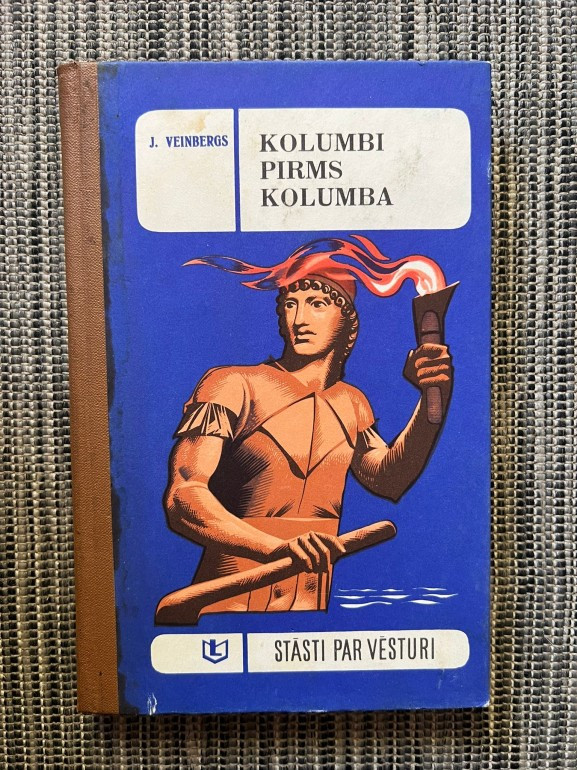 J. VEINBERGS
KOLUMBI
PIRMS
KOLUMBA
STĀSTI PAR VĒSTURI